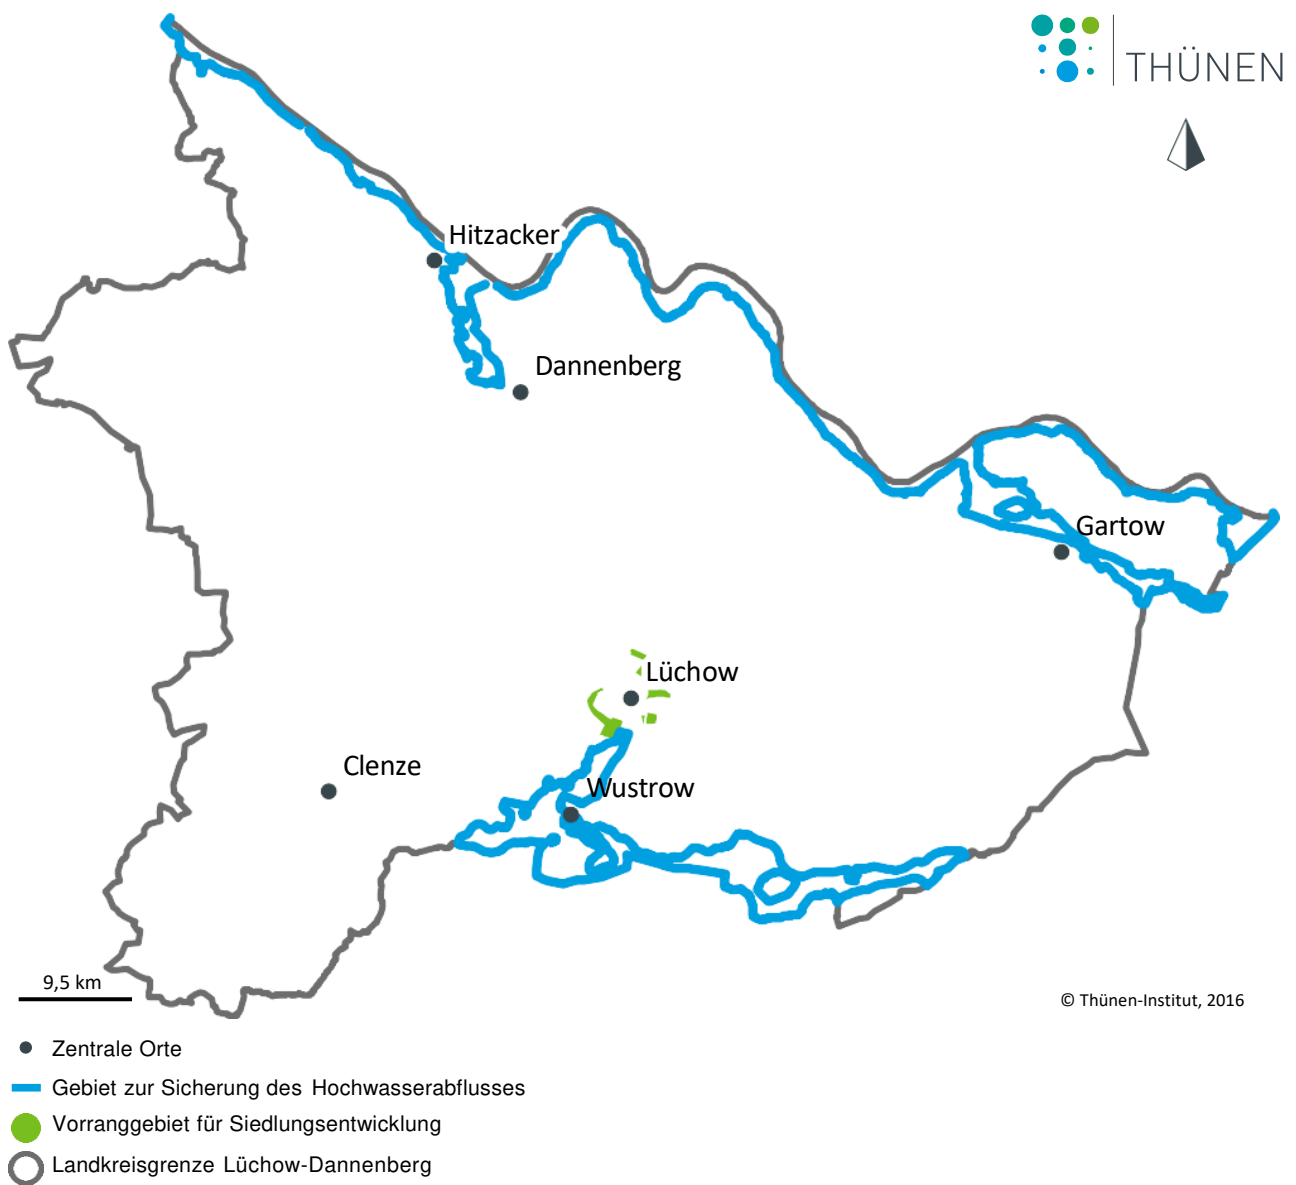 THÜNEN
Hitzacker
Dannenberg
Gartow
Lüchow
Clenze
Wustrow
9,5 km
© Thünen-Institut, 2016
Zentrale Orte
Gebiet zur Sicherung des Hochwasserabflusses
Vorranggebiet für Siedlungsentwicklung
Landkreisgrenze Lüchow-Dannenberg